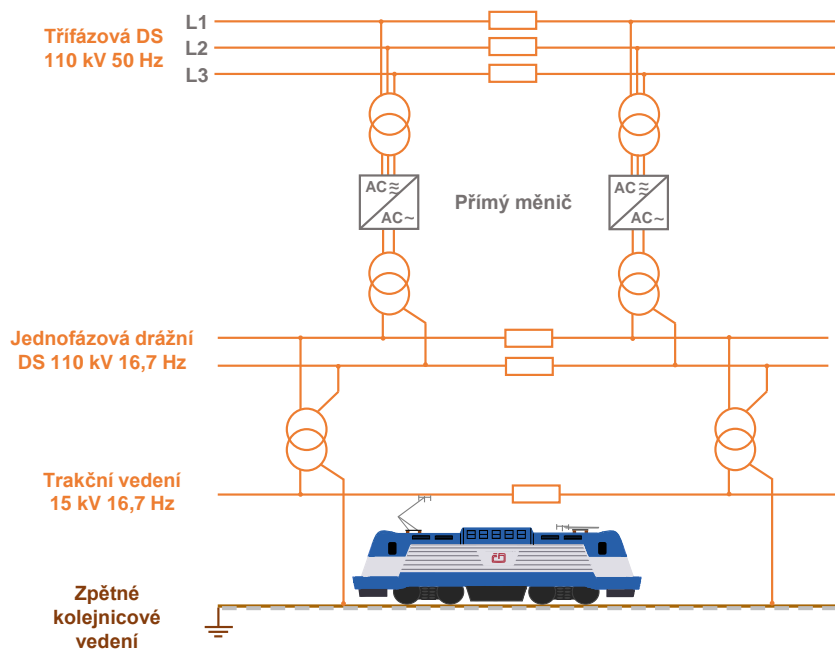 L1
Třífázová DS
L2
110 kV 50 Hz
L3
AC
AC
Přímý měnič
AC
AC
Jednofázová drážní
DS 110 kV 16,7 Hz
Trakční vedení
15 kV 16,7 Hz
Zpětné
kolejnicové
vedení